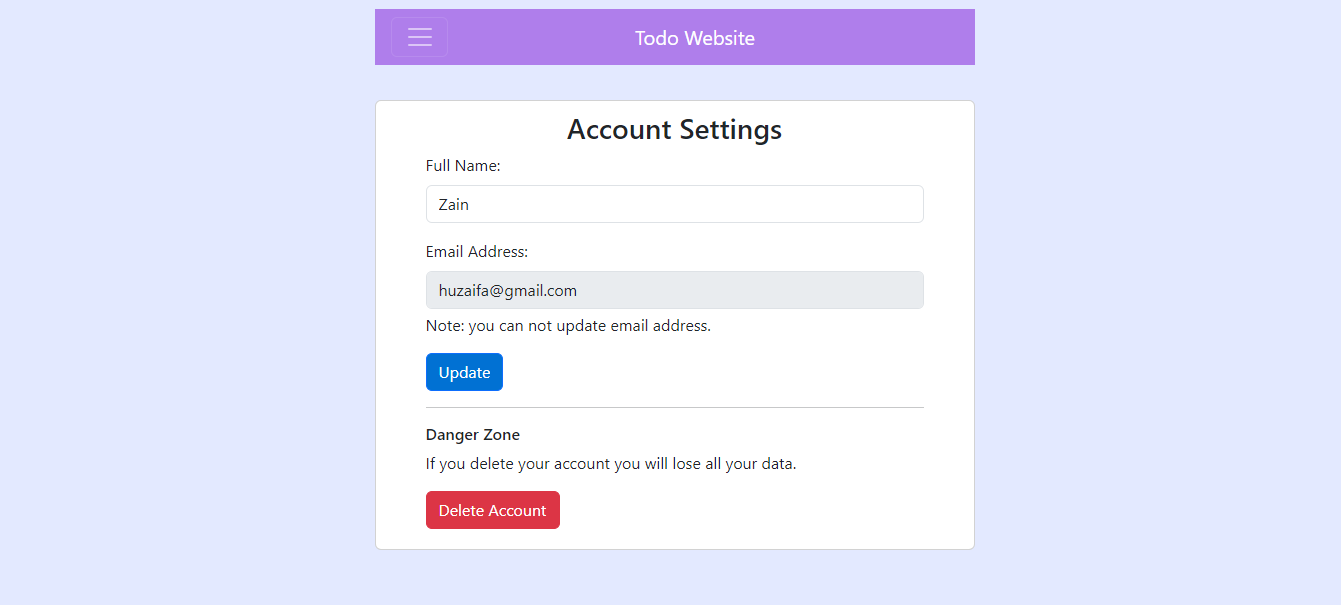 Todo Website
Account Settings
Full Name:
Zain
Email Address:
huzaifa@gmail.com
Note: you can not update email address.
Update
Danger Zone
If you delete your account you will lose all your data.
Delete Account